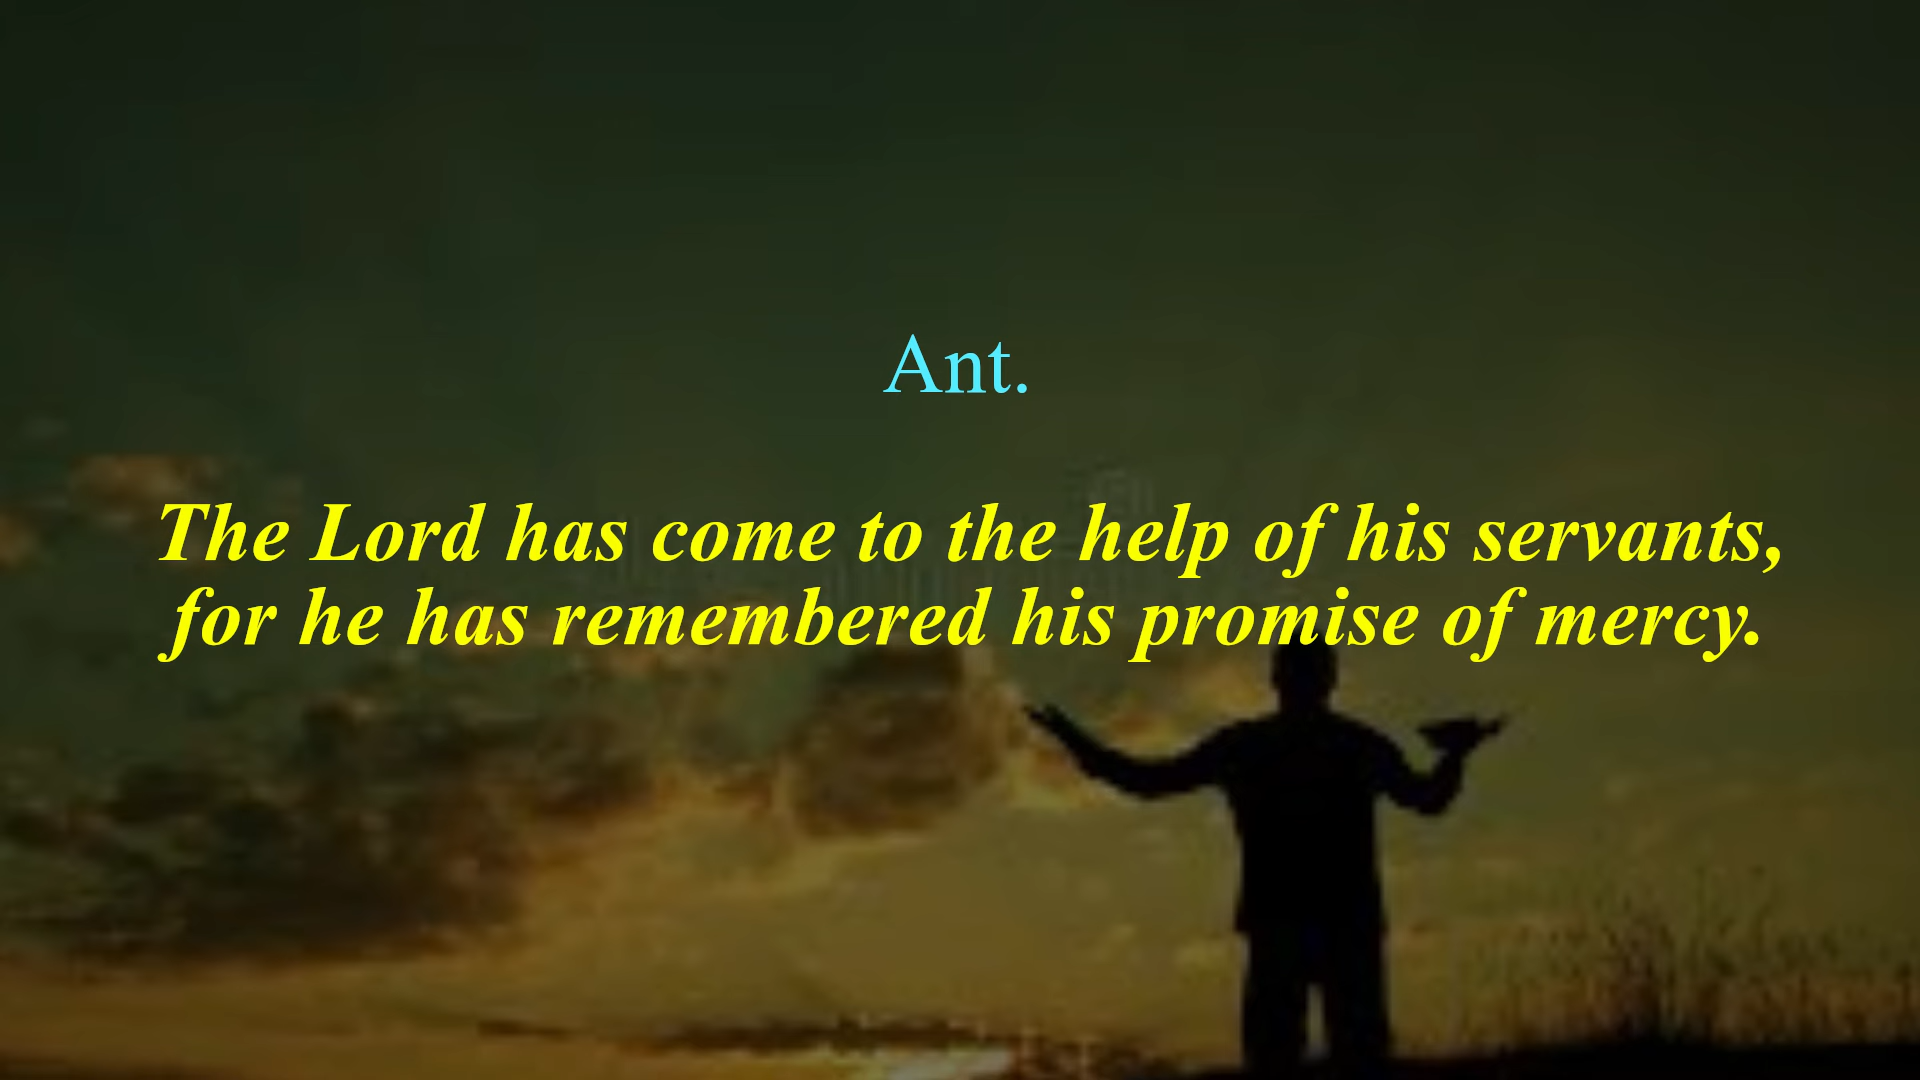 Ant.
The Lord has come to the help of his servants,
for he has remembered his promise of mercy.